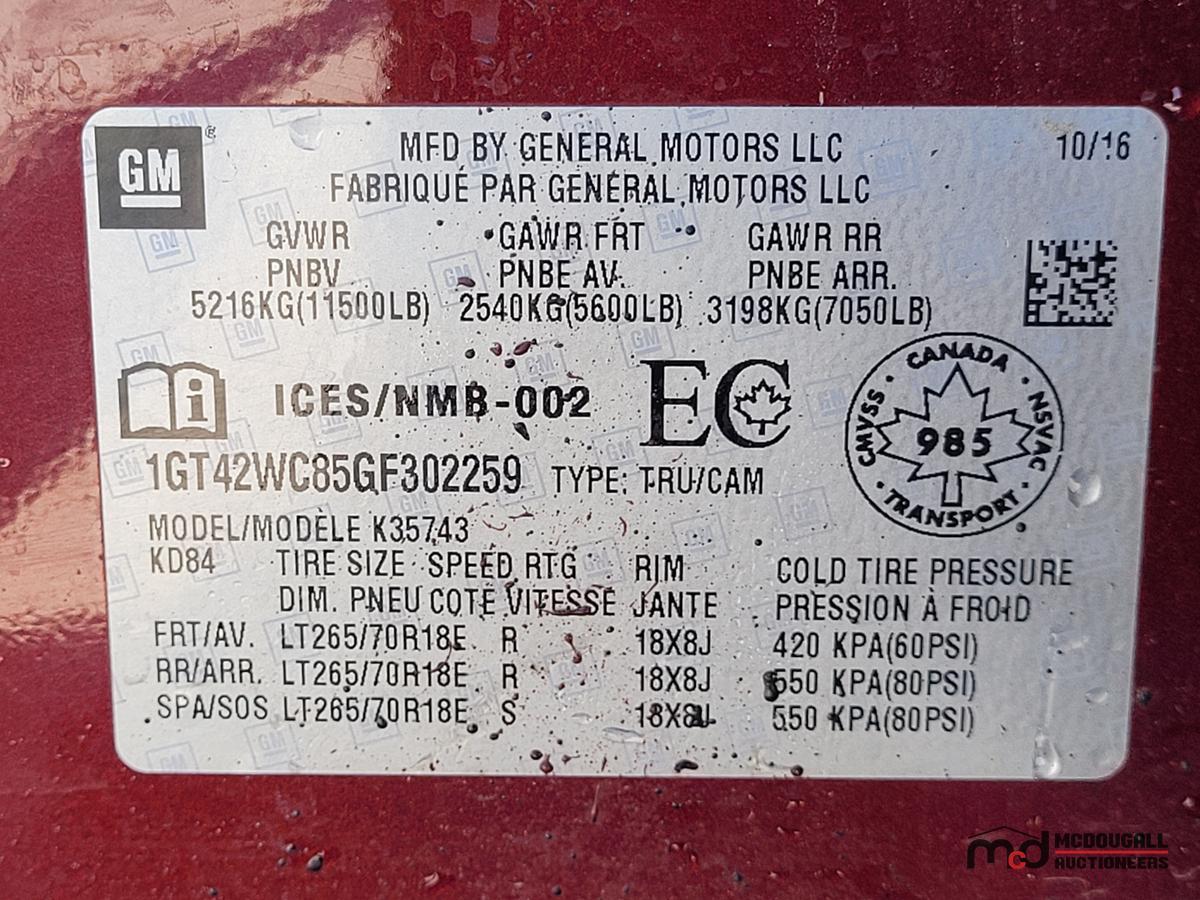 GM ®
MFD BY GENERAL MOTORS LLC
10/16
FABRIQUÉ PAR GENERAL MOTORS LLC
GVWR GAWR FRT GAWR RR
PNBV PNBE AV. PNBE ARR.
5216KG(11500LB) 2540KG(5600LB) 3198KG(7050LB)
i ICES/NMB-002 EC
CANADA
CMVSS · NSVAC
985
TRANSPORT
1GT42WC85GF302259 TYPE: TRU/CAM
MODEL/MODÈLE K35743
KD84 TIRE SIZE SPEED RTG RIM COLD TIRE PRESSURE
DIM. PNEU COTE VITESSE JANTE PRESSION À FROID
FRT/AV. LT265/70R18E R 18X8J 420 KPA(60PSI)
RR/ARR. LT265/70R18E R 18X8J 550 KPA(80PSI)
SPA/SOS LT265/70R18E S 18X8J 550 KPA(80PSI)
mcd MCDOUGALL
AUCTIONEERS